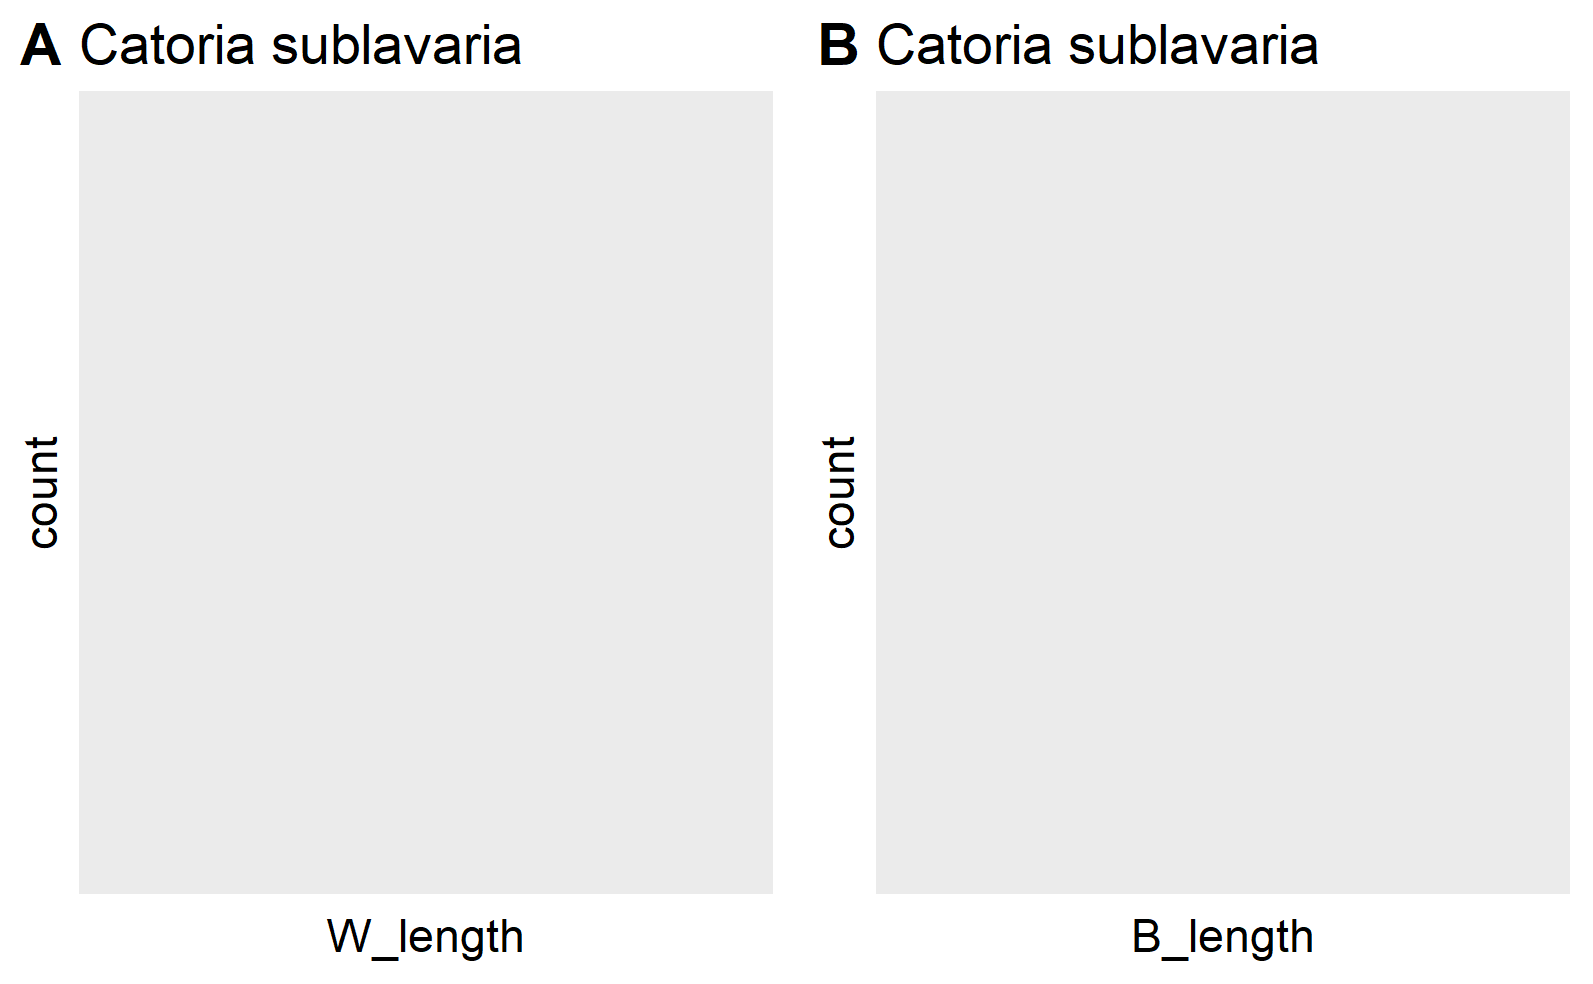 A Catoria sublavaria
count
W_length
B Catoria sublavaria
count
B_length